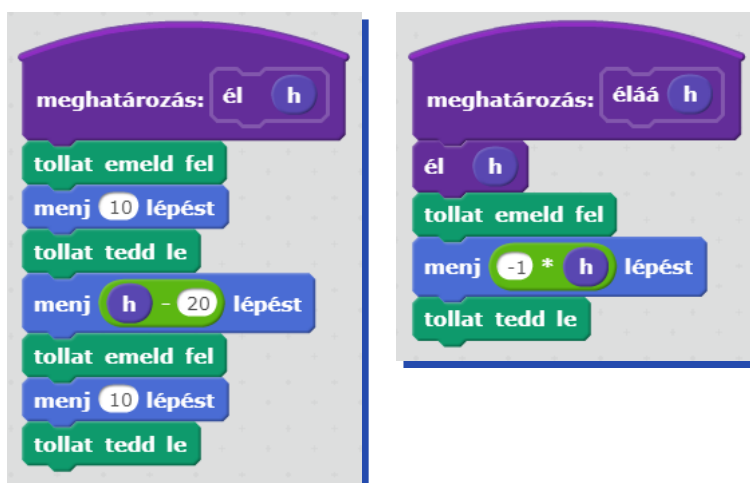 meghatározás: él h
tollat emeld fel
menj 10 lépést
tollat tedd le
menj h - 20 lépést
tollat emeld fel
menj 10 lépést
tollat tedd le
meghatározás: éláá h
él h
tollat emeld fel
menj -1 * h lépést
tollat tedd le